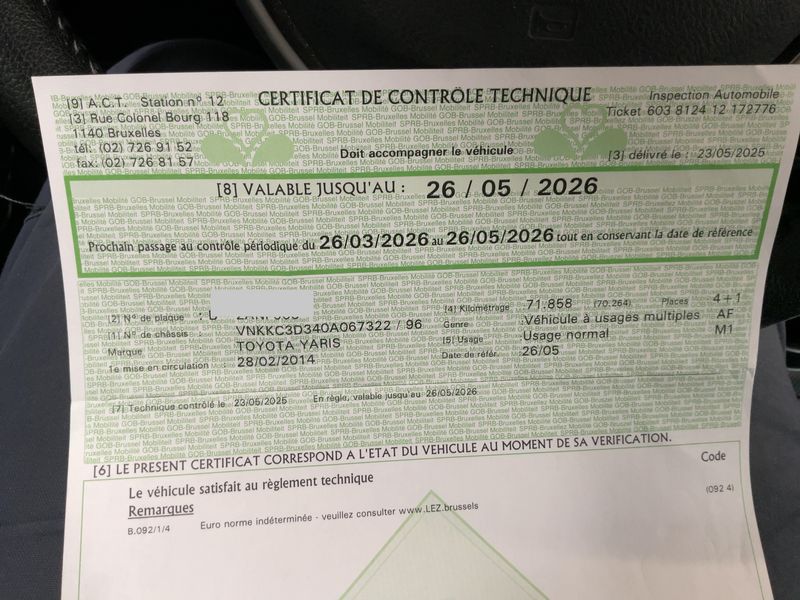 [9] A.C.T. Station n° 12
[3] Rue Colonel Bourg 118
1140 Bruxelles
tél: (02) 726 91 52
fax: (02) 726 81 57
CERTIFICAT DE CONTRÔLE TECHNIQUE
Doit accompagner le véhicule
Inspection Automobile
Ticket 603 8124 12 172776
[3] délivré le : 23/05/2025
[8] VALABLE JUSQU'AU : 26 / 05 / 2026
Prochain passage au contrôle périodique du 26/03/2026 au 26/05/2026 tout en conservant la date de référence
[2] N° de plaque :
[1] N° de châssis : VNKKC3D340A067322 / 96
Marque TOYOTA YARIS
1e mise en circulation 28/02/2014
[4] Kilométrage : 71.858 (70.264) Places 4+1
Genre : Véhicule à usages multiples AF
[5] Usage Usage normal M1
Date de référ. 26/05
[7] Technique contrôlé le 23/05/2025 En règle, valable jusqu'au 26/05/2026
[6] LE PRESENT CERTIFICAT CORRESPOND A L'ETAT DU VEHICULE AU MOMENT DE SA VERIFICATION.
Code
Le véhicule satisfait au règlement technique
Remarques
B.092/1/4 Euro norme indéterminée - veuillez consulter www.LEZ.brussels (092 4)